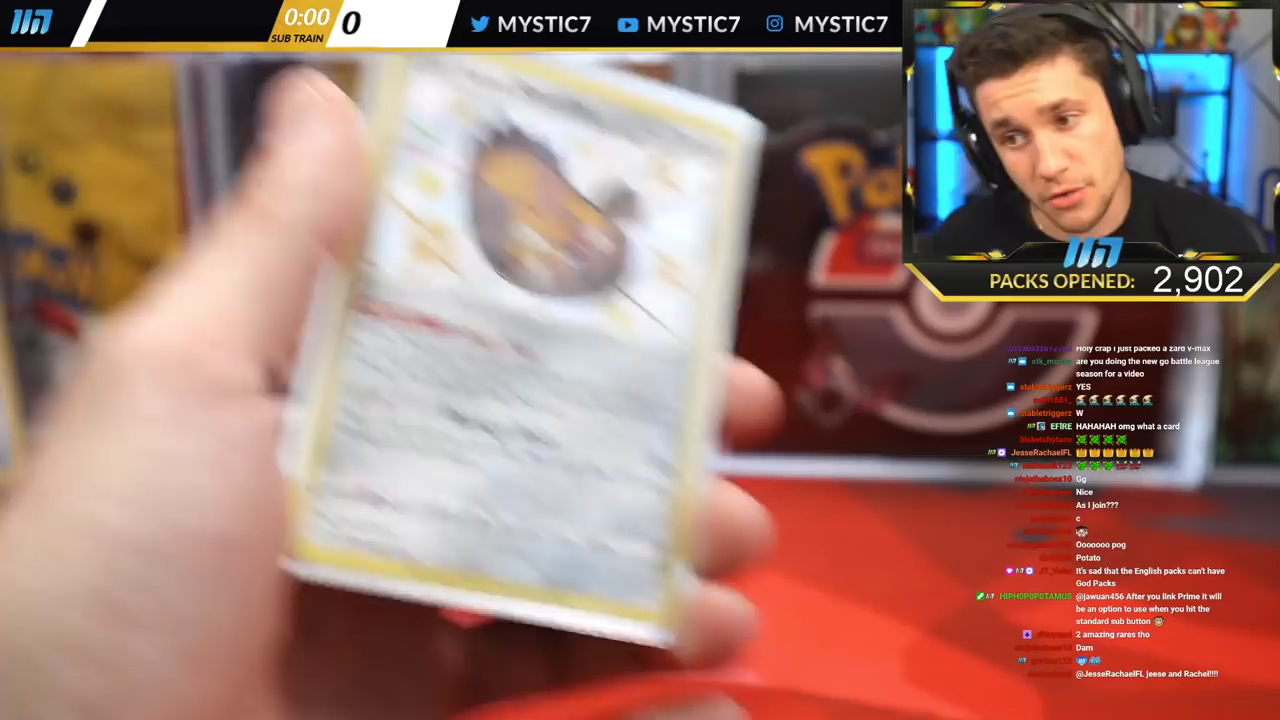 0:00
SUB TRAIN
0
MYSTIC7
MYSTIC7
MYSTIC7
PACKS OPENED: 2,902
Holy crap I just packed a zard v-max
are you doing the new go battle league
season for a video
stabletriggerz YES
stabletriggerz W
EF1RE HAHAHAH omg what a card
JesseRachaelFL
Gg
Nice
As I join???
c
Ooooooo pog
Potato
It's sad that the English packs can't have
God Packs
HIPH0P0P0TAMUS @jawuan456 After you link Prime it will
be an option to use when you hit the
standard sub button
2 amazing rares tho
Dam
@JesseRachaelFL jeese and Rachel!!!!